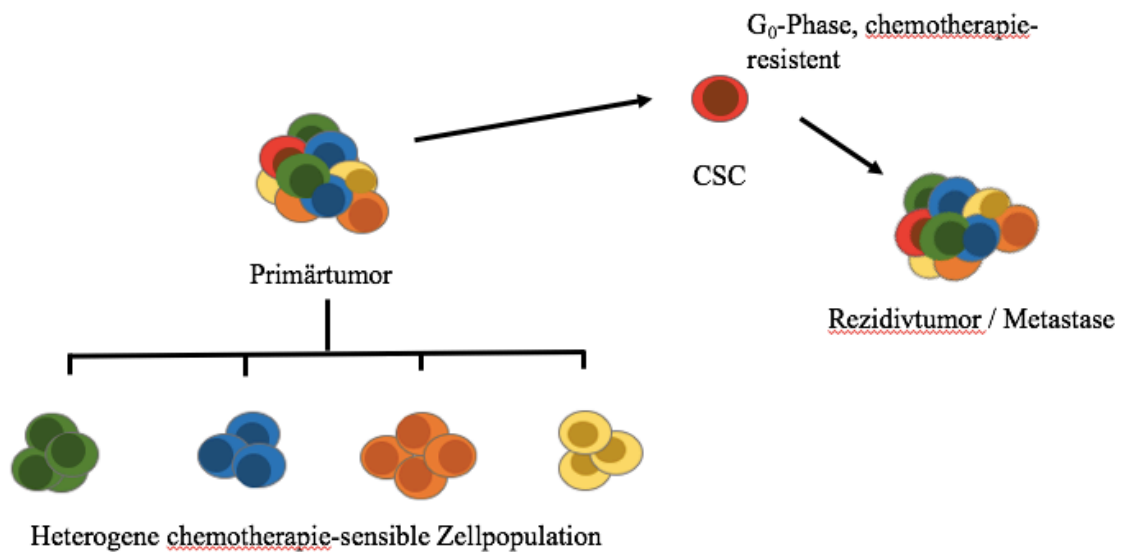 G₀-Phase, chemotherapie-
resistent
CSC
Primärtumor
Rezidivtumor / Metastase
Heterogene chemotherapie-sensible Zellpopulation